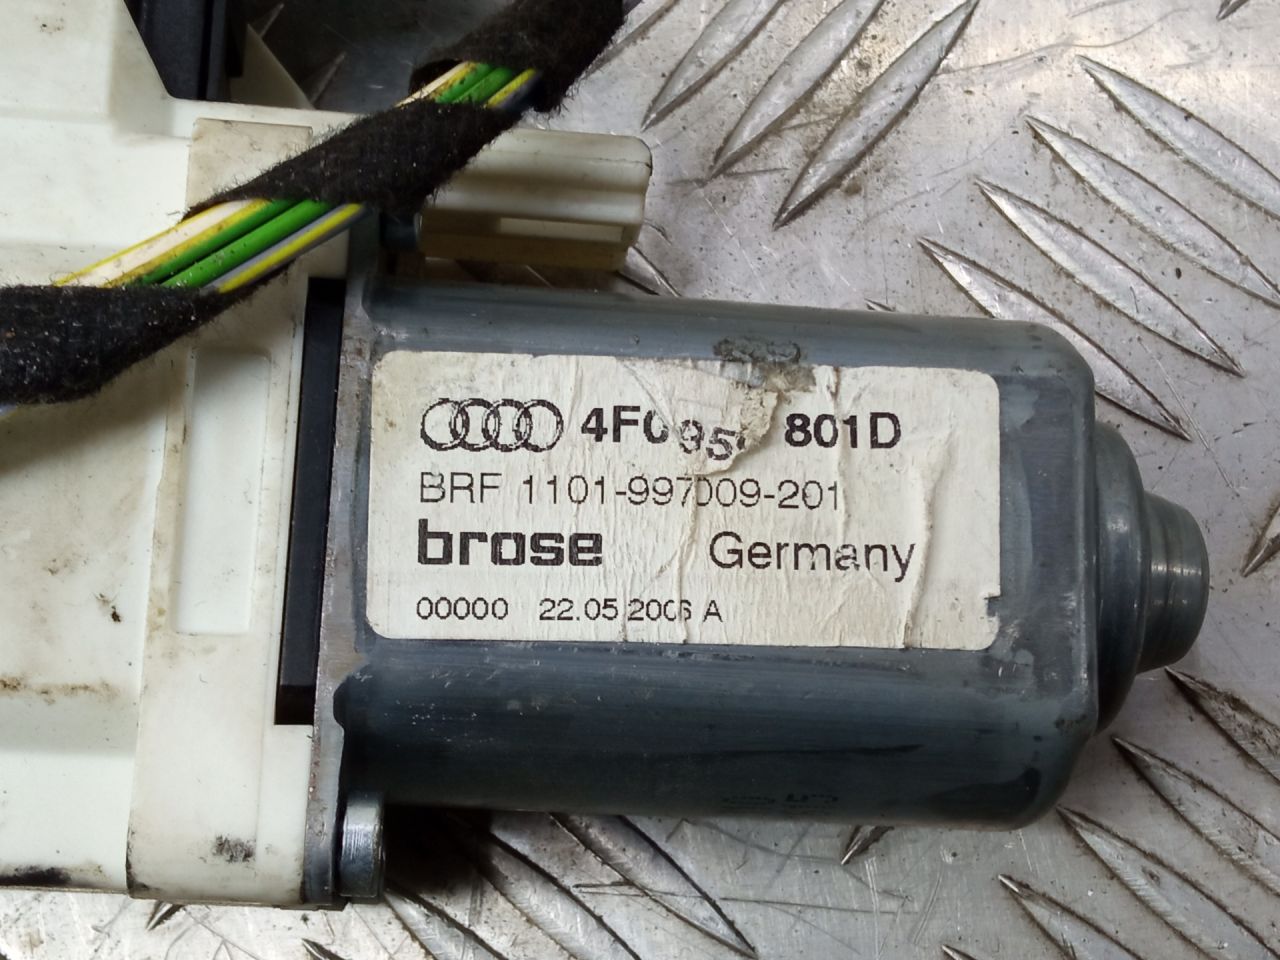 801D
BRF 1101-997009-201
brose Germany
00000 22.05.2006 A